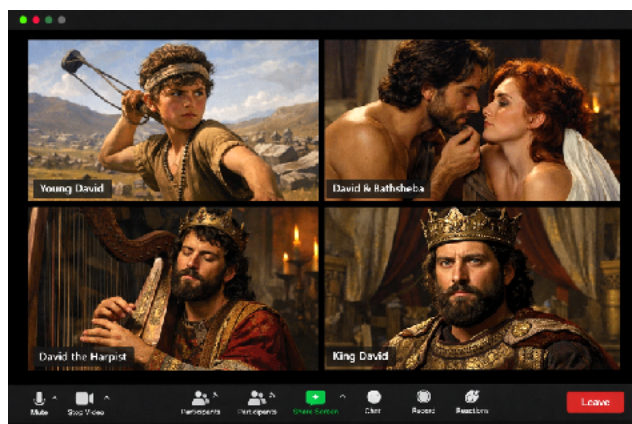 Young David
David & Bathsheba
David the Harpist
King David
Mute
Stop Video
Participants
Participants
Share Screen
Chat
Record
Reactions
Leave